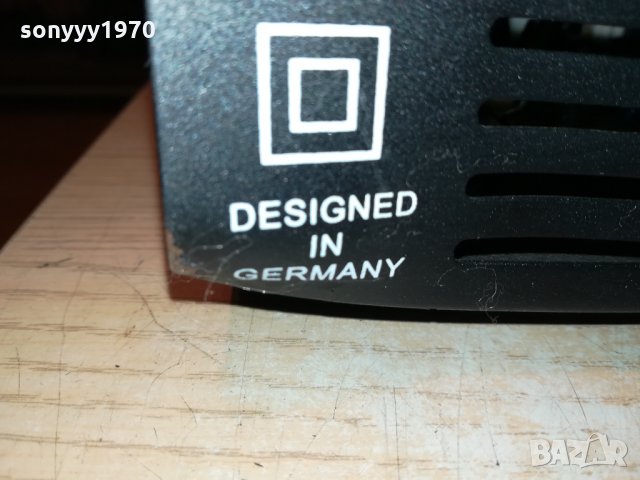 sonyyy1970
DESIGNED
IN
GERMANY
BAZAR